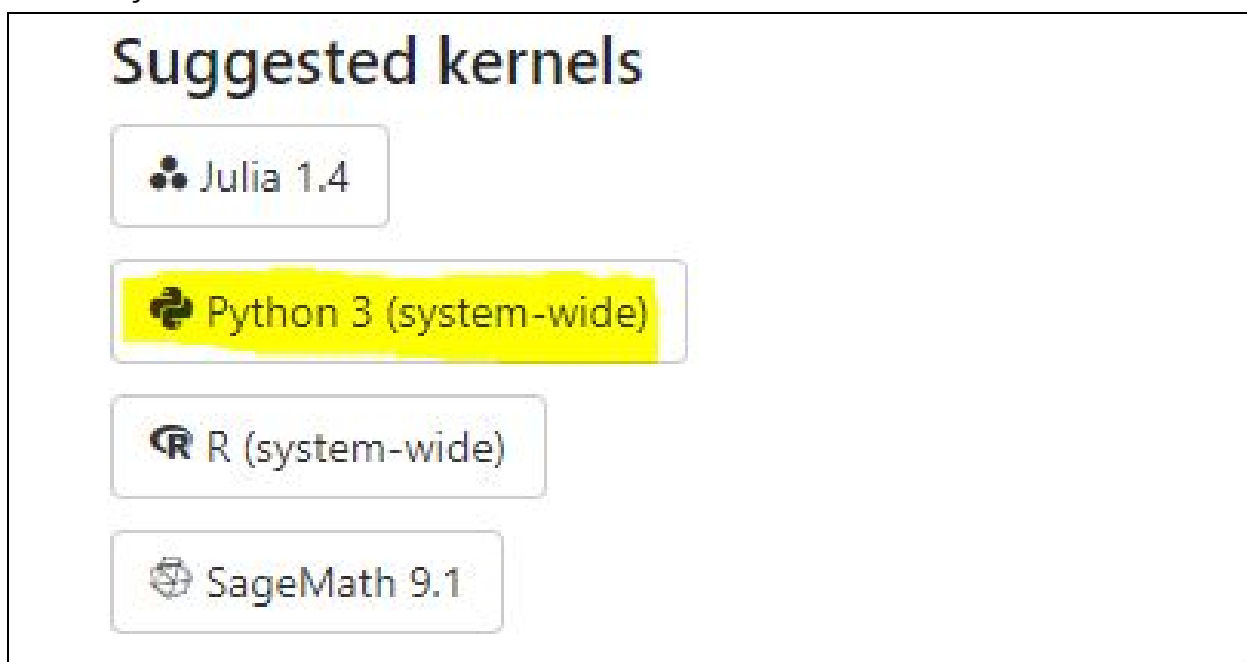 Suggested kernels
Julia 1.4
Python 3 (system-wide)
R (system-wide)
SageMath 9.1